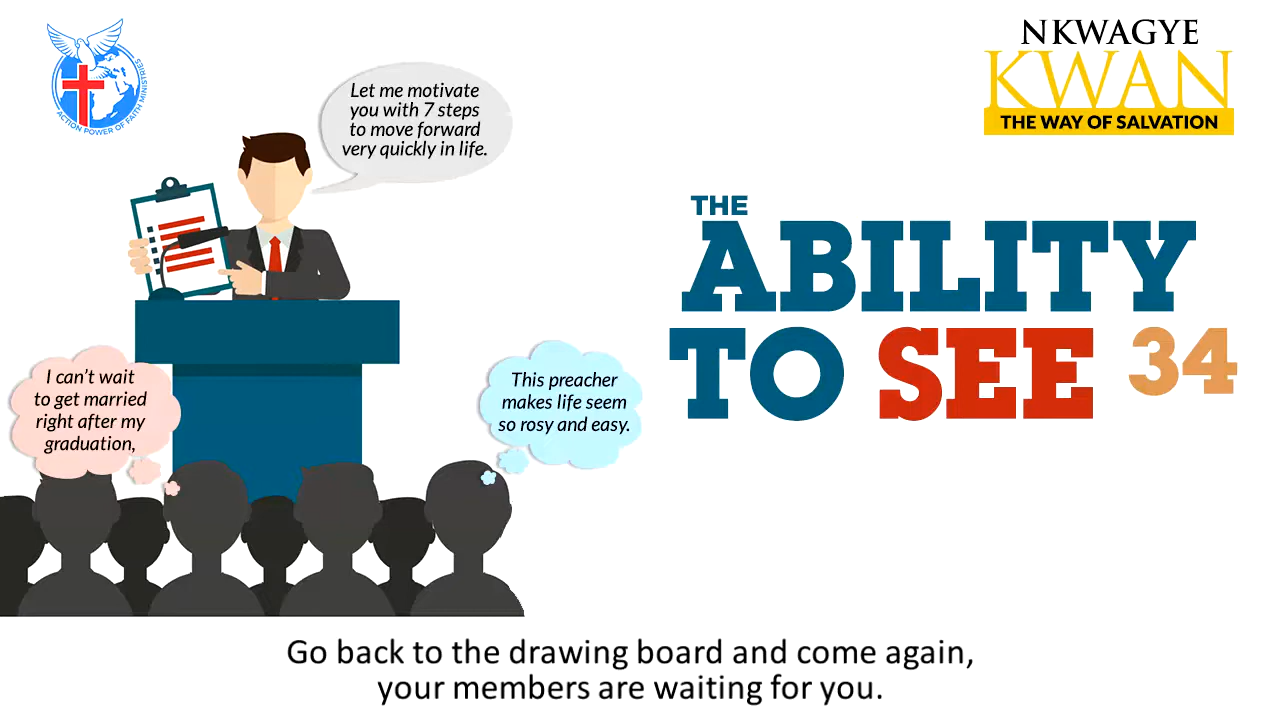 ACTION POWER OF FAITH MINISTRIES
NKWAGYE
KWAN
THE WAY OF SALVATION
Let me motivate
you with 7 steps
to move forward
very quickly in life.
THE
ABILITY
TO SEE 34
I can't wait
to get married
right after my
graduation,
This preacher
makes life seem
so rosy and easy.
Go back to the drawing board and come again,
your members are waiting for you.